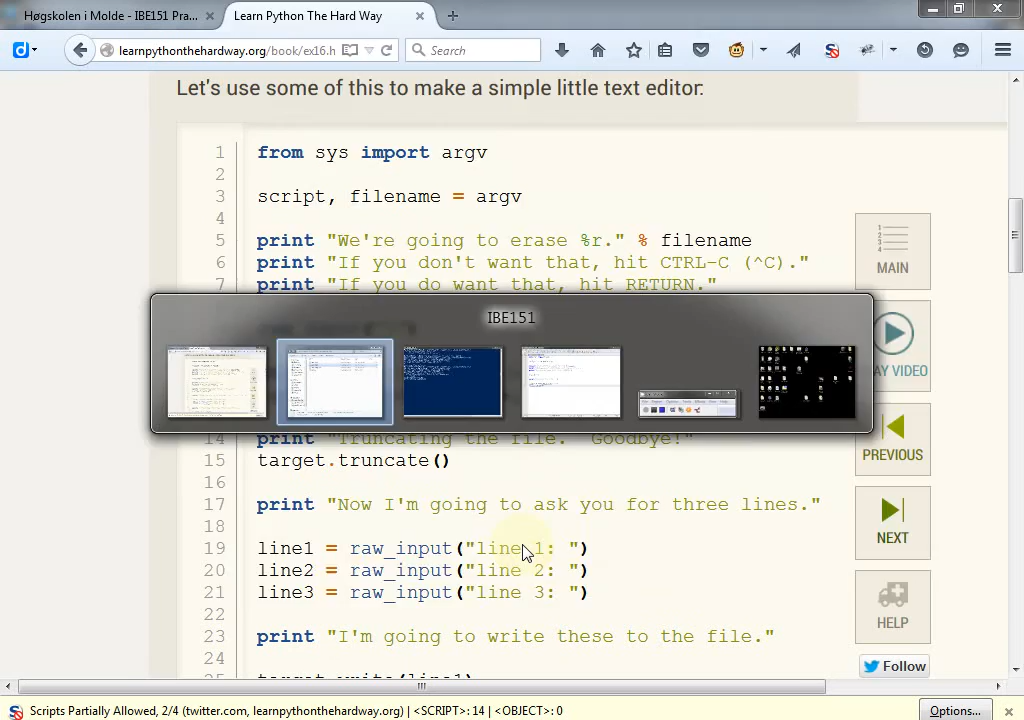 Høgskolen i Molde - IBE151 Pra...
Learn Python The Hard Way
learnpythonthehardway.org/book/ex16.h
Search
Let's use some of this to make a simple little text editor:
1 from sys import argv
2
3 script, filename = argv
4
5 print "We're going to erase %r." % filename
6 print "If you don't want that, hit CTRL-C (^C)."
7 print "If you do want that, hit RETURN."
IBE151
14 print "Truncating the file. Goodbye!"
15 target.truncate()
16
17 print "Now I'm going to ask you for three lines."
18
19 line1 = raw_input("line 1: ")
20 line2 = raw_input("line 2: ")
21 line3 = raw_input("line 3: ")
22
23 print "I'm going to write these to the file."
24
25 target.write(line1)
MAIN
AY VIDEO
PREVIOUS
NEXT
HELP
Follow
Scripts Partially Allowed, 2/4 (twitter.com, learnpythonthehardway.org) | <SCRIPT>: 14 | <OBJECT>: 0
Options...